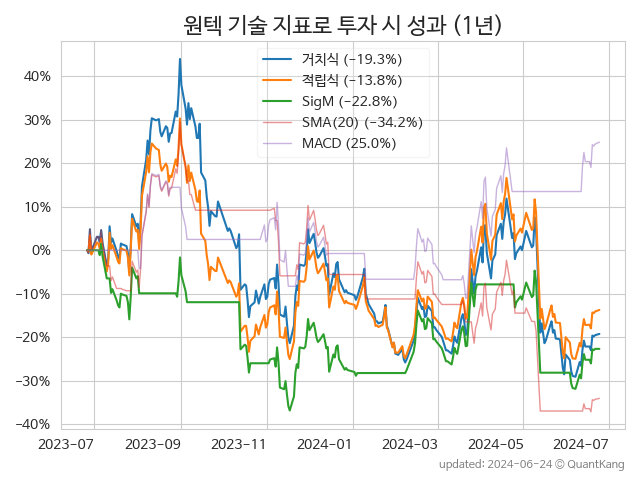 원텍 기술 지표로 투자 시 성과 (1년)
거치식 (−19.3%)
적립식 (−13.8%)
SigM (−22.8%)
SMA(20) (−34.2%)
MACD (25.0%)
40%
30%
20%
10%
0%
−10%
−20%
−30%
−40%
2023-07 2023-09 2023-11 2024-01 2024-03 2024-05 2024-07
updated: 2024-06-24 © QuantKang